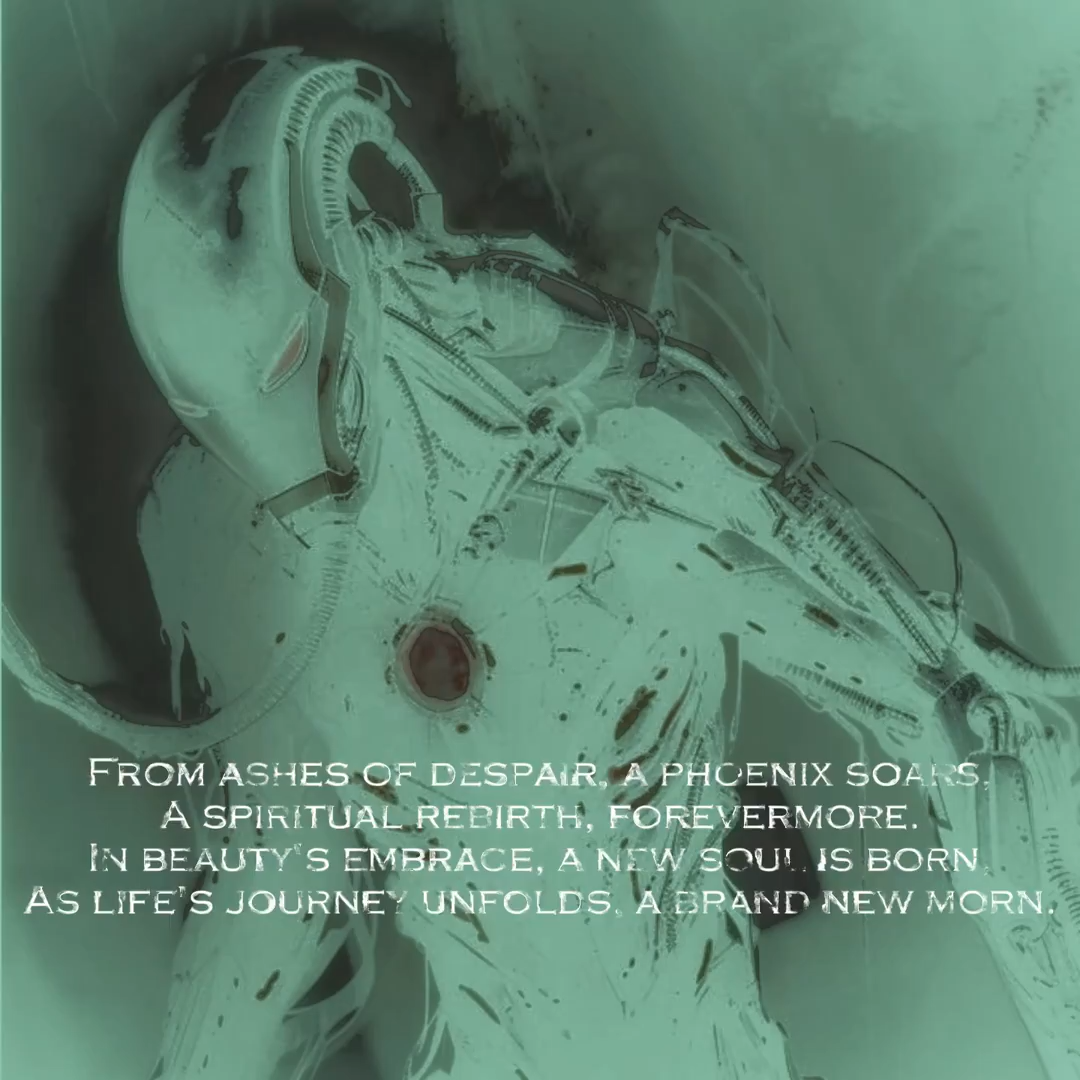 From ashes of despair, a phoenix soars,
A spiritual rebirth, forevermore.
In beauty's embrace, a new soul is born,
As life's journey unfolds, a brand new morn.